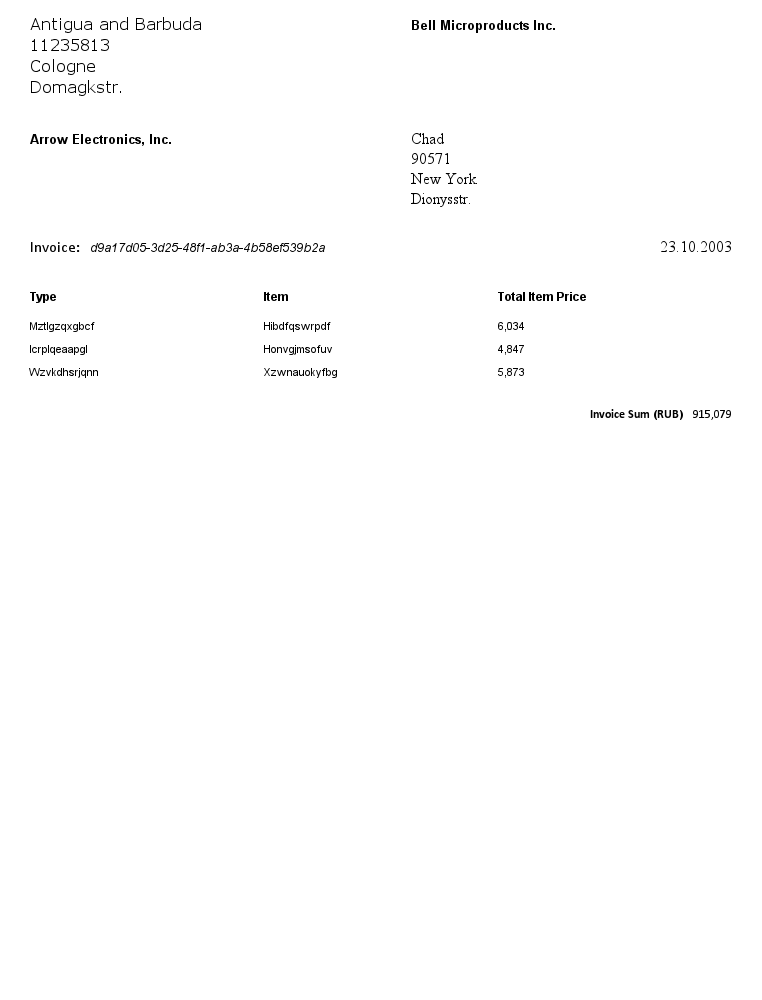 Antigua and Barbuda
11235813
Cologne
Domagkstr.
Bell Microproducts Inc.
Arrow Electronics, Inc.
Chad
90571
New York
Dionysstr.
Invoice: d9a17d05-3d25-48f1-ab3a-4b58ef539b2a 23.10.2003
Type Item Total Item Price
Mztlgzqxgbcf Hibdfqswrpdf 6,034
Icrplqeaapgl Honvgjmsofuv 4,847
Wzvkdhsrjqnn Xzwnauokyfbg 5,873
Invoice Sum (RUB) 915,079